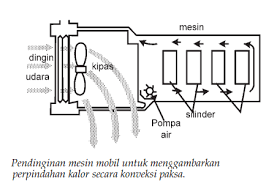 mesin
dingin
udara
kipas
Pompa
air
silinder
Pendinginan mesin mobil untuk menggambarkan
perpindahan kalor secara konveksi paksa.